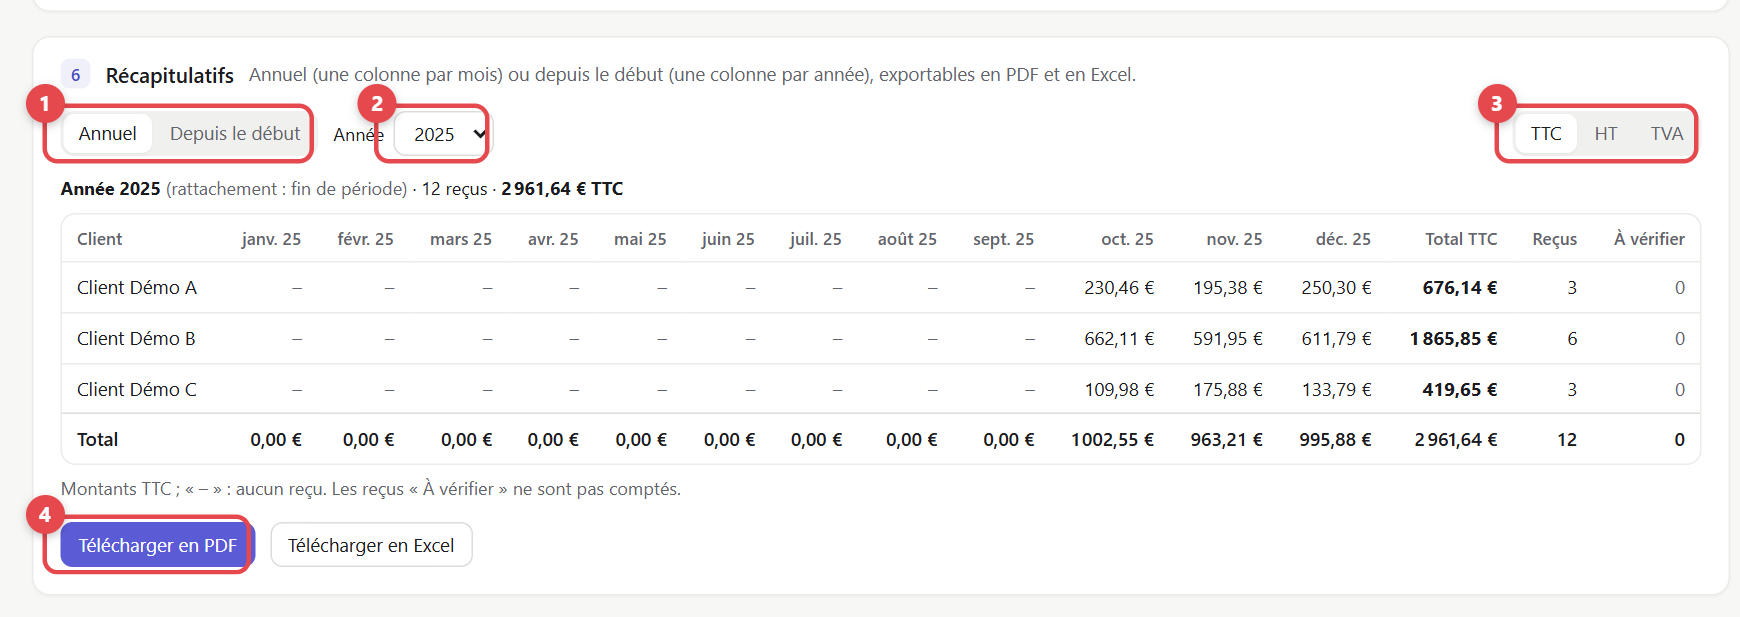 6 Récapitulatifs Annuel (une colonne par mois) ou depuis le début (une colonne par année), exportables en PDF et en Excel.
1 2 3
Annuel Depuis le début Année 2025 TTC HT TVA
Année 2025 (rattachement : fin de période) · 12 reçus · 2 961,64 € TTC
Client janv. 25 févr. 25 mars 25 avr. 25 mai 25 juin 25 juil. 25 août 25 sept. 25 oct. 25 nov. 25 déc. 25 Total TTC Reçus À vérifier
Client Démo A – – – – – – – – – 230,46 € 195,38 € 250,30 € 676,14 € 3 0
Client Démo B – – – – – – – – – 662,11 € 591,95 € 611,79 € 1 865,85 € 6 0
Client Démo C – – – – – – – – – 109,98 € 175,88 € 133,79 € 419,65 € 3 0
Total 0,00 € 0,00 € 0,00 € 0,00 € 0,00 € 0,00 € 0,00 € 0,00 € 0,00 € 1 002,55 € 963,21 € 995,88 € 2 961,64 € 12 0
Montants TTC ; « – » : aucun reçu. Les reçus « À vérifier » ne sont pas comptés.
4
Télécharger en PDF Télécharger en Excel